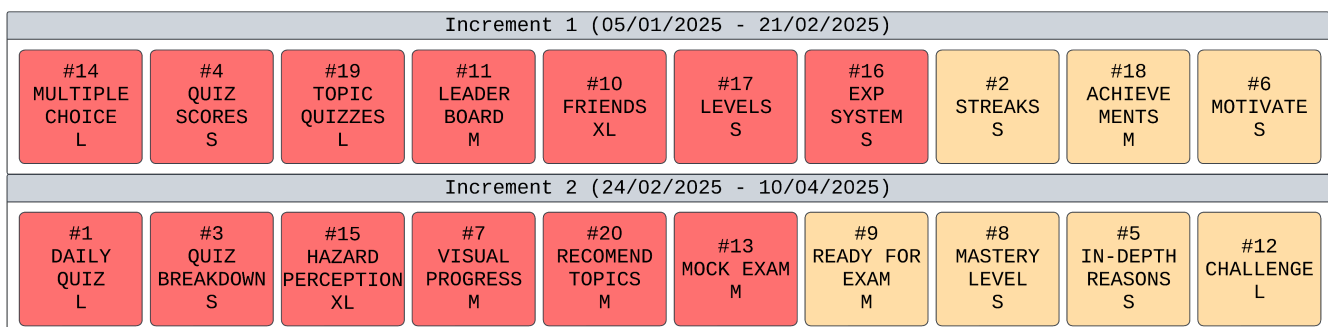 Increment 1 (05/01/2025 - 21/02/2025)
#14
MULTIPLE
CHOICE
L
#4
QUIZ
SCORES
S
#19
TOPIC
QUIZZES
L
#11
LEADER
BOARD
M
#10
FRIENDS
XL
#17
LEVELS
S
#16
EXP
SYSTEM
S
#2
STREAKS
S
#18
ACHIEVE
MENTS
M
#6
MOTIVATE
S
Increment 2 (24/02/2025 - 10/04/2025)
#1
DAILY
QUIZ
L
#3
QUIZ
BREAKDOWN
S
#15
HAZARD
PERCEPTION
XL
#7
VISUAL
PROGRESS
M
#20
RECOMEND
TOPICS
M
#13
MOCK EXAM
M
#9
READY FOR
EXAM
M
#8
MASTERY
LEVEL
S
#5
IN-DEPTH
REASONS
S
#12
CHALLENGE
L